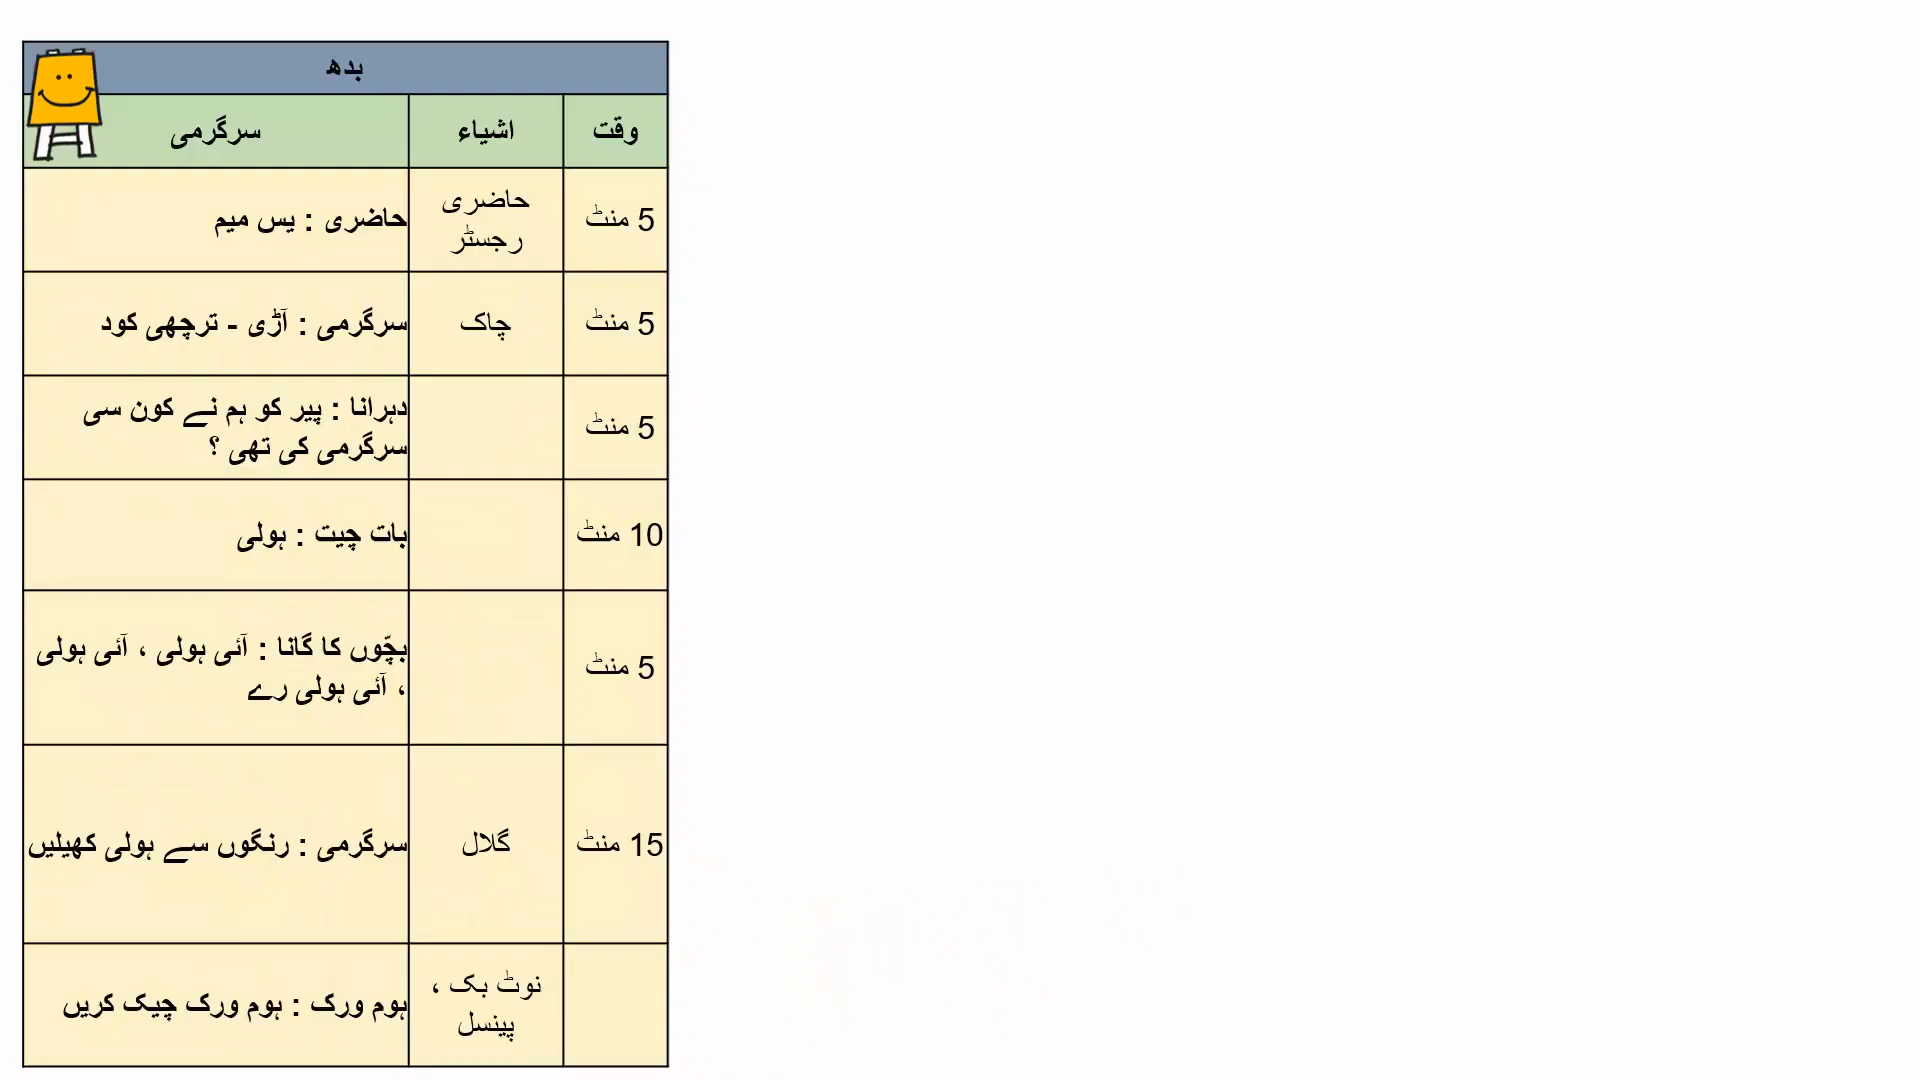 بدھ
وقت
اشیاء
سرگرمی
5 منٹ
حاضری
رجسٹر
حاضری : یس میم
5 منٹ
چاک
سرگرمی : آڑی - ترچھی کود
5 منٹ
دہرانا : پیر کو ہم نے کون سی
سرگرمی کی تھی ؟
10 منٹ
بات چیت : ہولی
5 منٹ
بچّوں کا گانا : آئی ہولی ، آئی ہولی
، آئی ہولی رے
15 منٹ
گلال
سرگرمی : رنگوں سے ہولی کھیلیں
نوٹ بک ،
پینسل
ہوم ورک : ہوم ورک چیک کریں